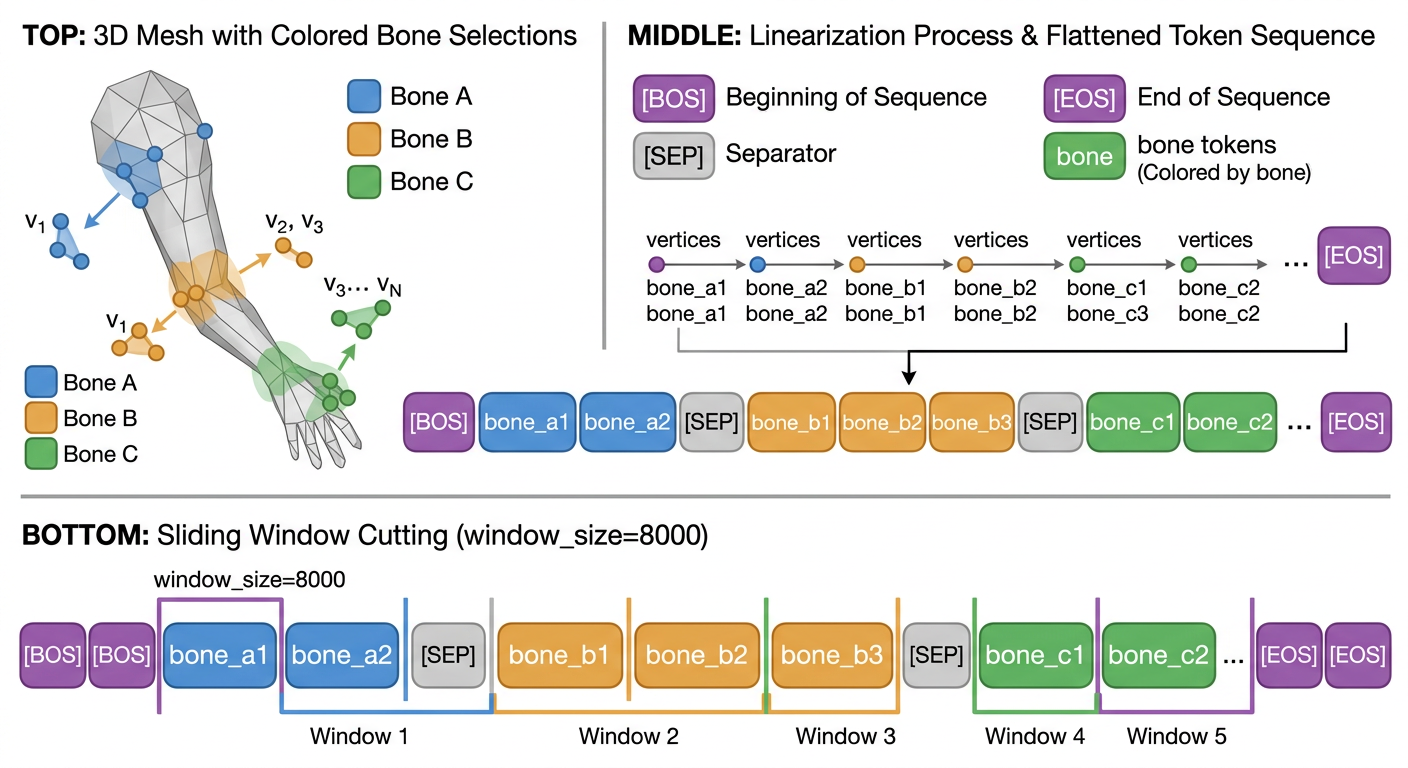 TOP: 3D Mesh with Colored Bone Selections
Bone A
Bone B
Bone C
v1
v2, v3
v3... vN
v1
Bone A
Bone B
Bone C
MIDDLE: Linearization Process & Flattened Token Sequence
[BOS] Beginning of Sequence
[EOS] End of Sequence
[SEP] Separator
bone bone tokens
(Colored by bone)
vertices vertices vertices vertices vertices vertices
... [EOS]
bone_a1 bone_a2 bone_b1 bone_b2 bone_c1 bone_c2
bone_a1 bone_a2 bone_b1 bone_b2 bone_c3 bone_c2
[BOS] bone_a1 bone_a2 [SEP] bone_b1 bone_b2 bone_b3 [SEP] bone_c1 bone_c2 ... [EOS]
BOTTOM: Sliding Window Cutting (window_size=8000)
window_size=8000
[BOS] [BOS] bone_a1 bone_a2 [SEP] bone_b1 bone_b2 bone_b3 [SEP] bone_c1 bone_c2 ... [EOS] [EOS]
Window 1 Window 2 Window 3 Window 4 Window 5